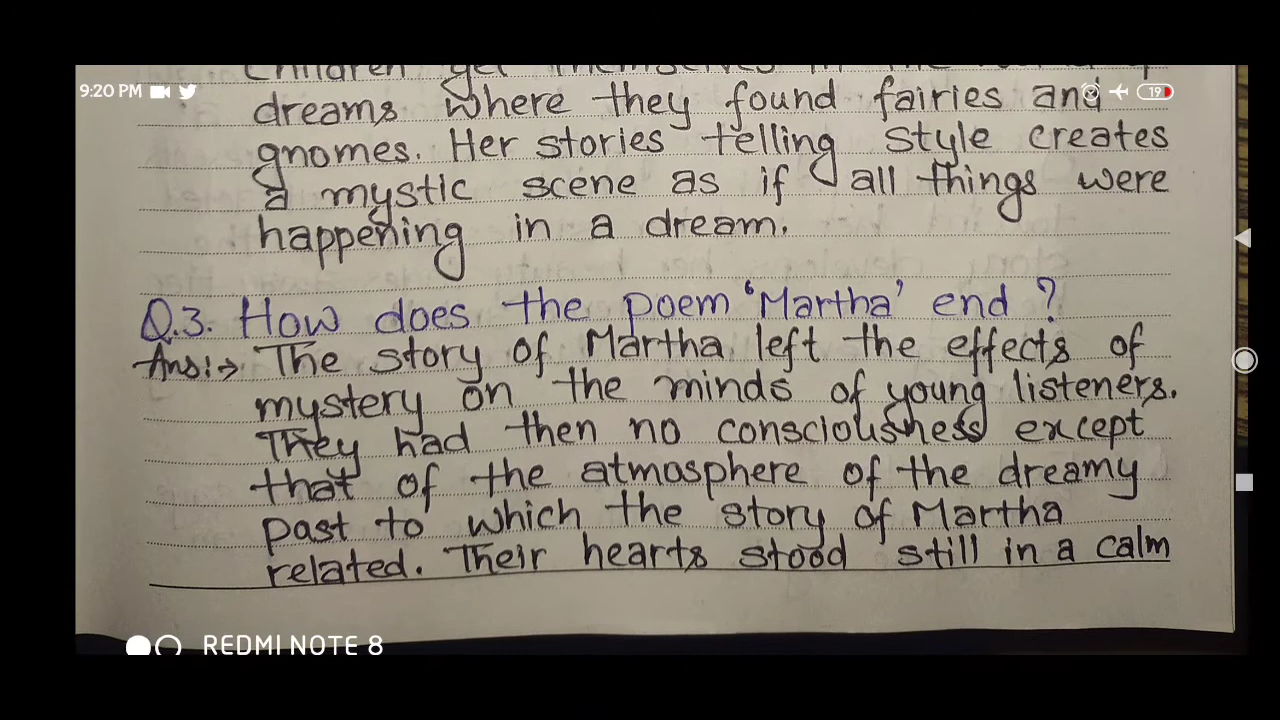 9:20 PM
19
dreams where they found fairies and
gnomes. Her stories telling style creates
a mystic scene as if all things were
happening in a dream.
Q.3. How does the poem 'Martha' end ?
Ans:→ The story of Martha left the effects of
mystery on the minds of young listeners.
They had then no consciousness except
that of the atmosphere of the dreamy
past to which the story of Martha
related. Their hearts stood still in a calm
REDMI NOTE 8